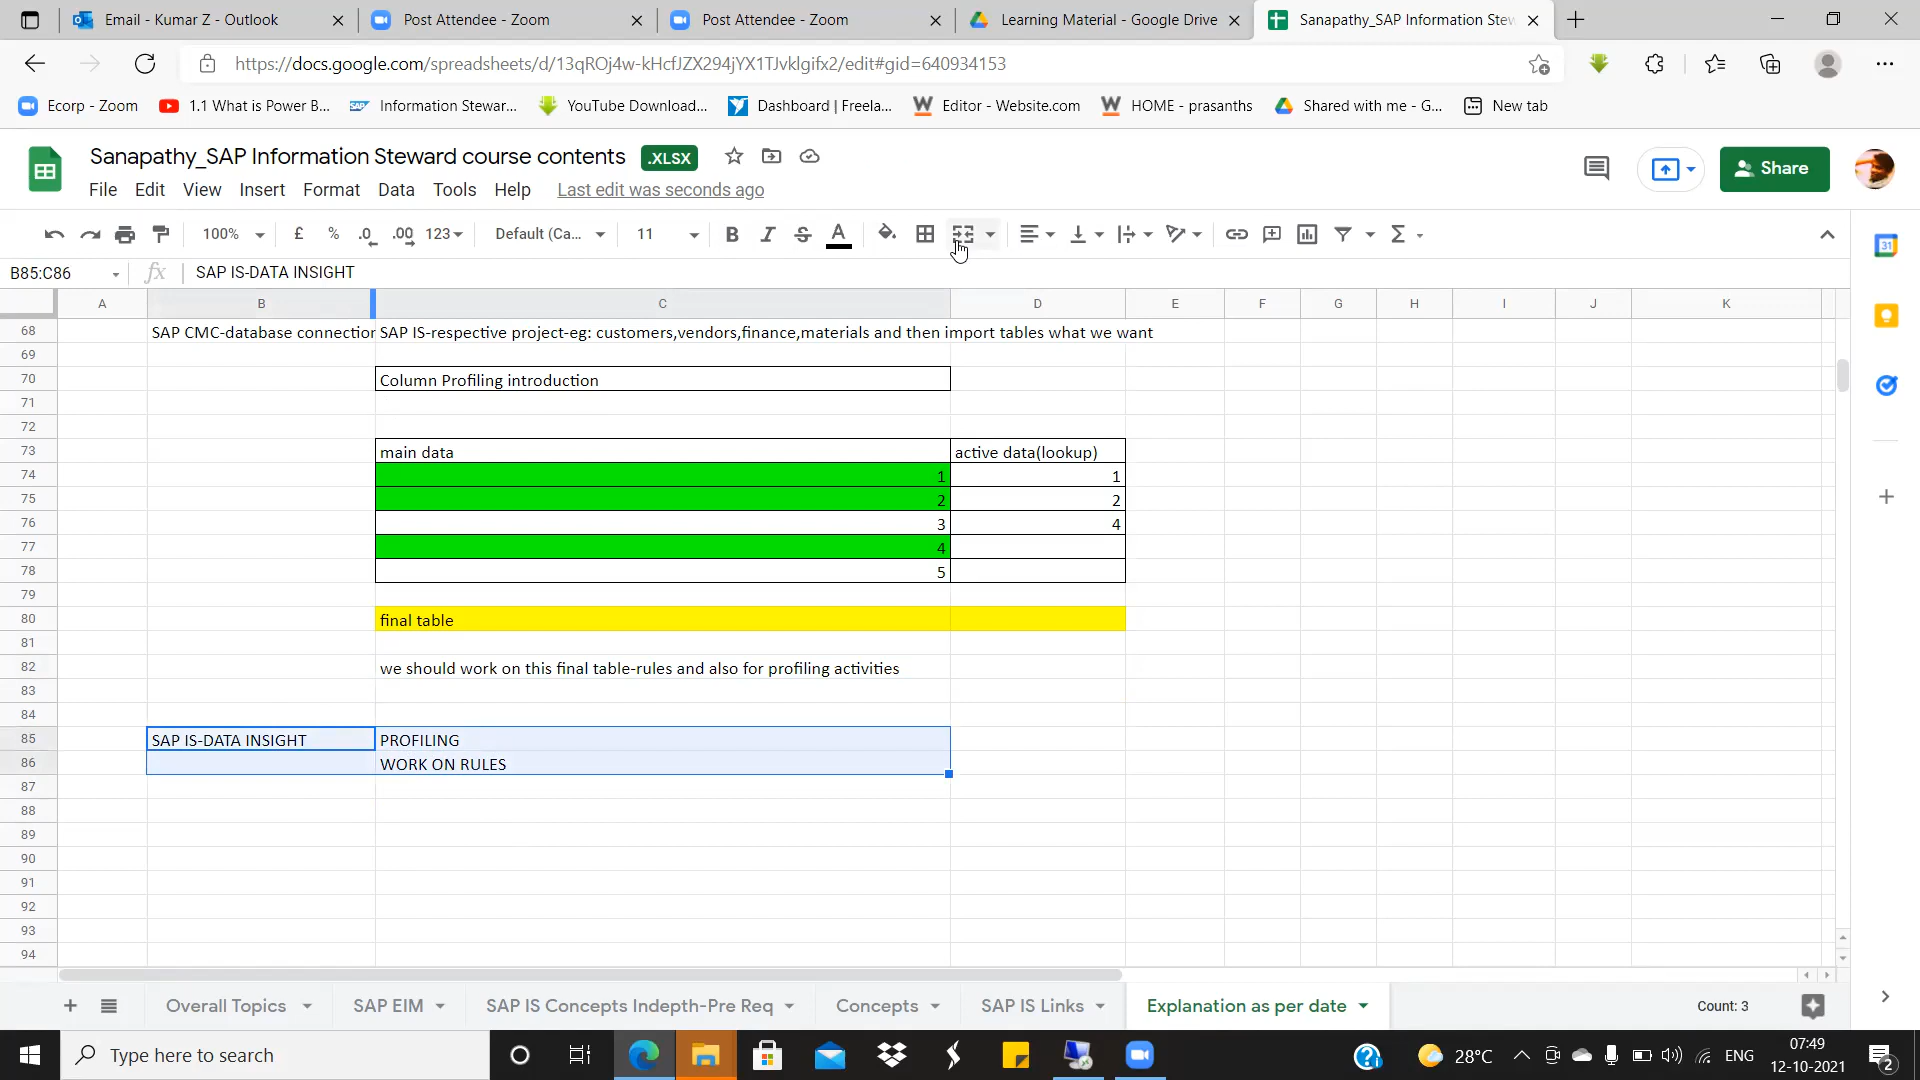 Email - Kumar Z - Outlook
Post Attendee - Zoom
Post Attendee - Zoom
Learning Material - Google Drive
Sanapathy_SAP Information Stew
https://docs.google.com/spreadsheets/d/13qROj4w-kHcfJZX294jYX1TJvklgifx2/edit#gid=640934153
Ecorp - Zoom
1.1 What is Power B...
Information Stewar...
YouTube Download...
Dashboard | Freela...
Editor - Website.com
HOME - prasanths
Shared with me - G...
New tab
Sanapathy_SAP Information Steward course contents
.XLSX
Share
File Edit View Insert Format Data Tools Help
Last edit was seconds ago
100% £ % .0 .00 123 Default (Ca... 11 B I S A Σ
31
B85:C86
fx
SAP IS-DATA INSIGHT
A B C D E F G H I J K
68 SAP CMC-database connection SAP IS-respective project-eg: customers,vendors,finance,materials and then import tables what we want
69
70 Column Profiling introduction
71
72
73 main data active data(lookup)
74 1 1
75 2 2
76 3 4
77 4
78 5
79
80 final table
81
82 we should work on this final table-rules and also for profiling activities
83
84
85 SAP IS-DATA INSIGHT PROFILING
86 WORK ON RULES
87
88
89
90
91
92
93
94
Overall Topics
SAP EIM
SAP IS Concepts Indepth-Pre Req
Concepts
SAP IS Links
Explanation as per date
Count: 3
Type here to search
28°C
ENG
07:49
12-10-2021
2